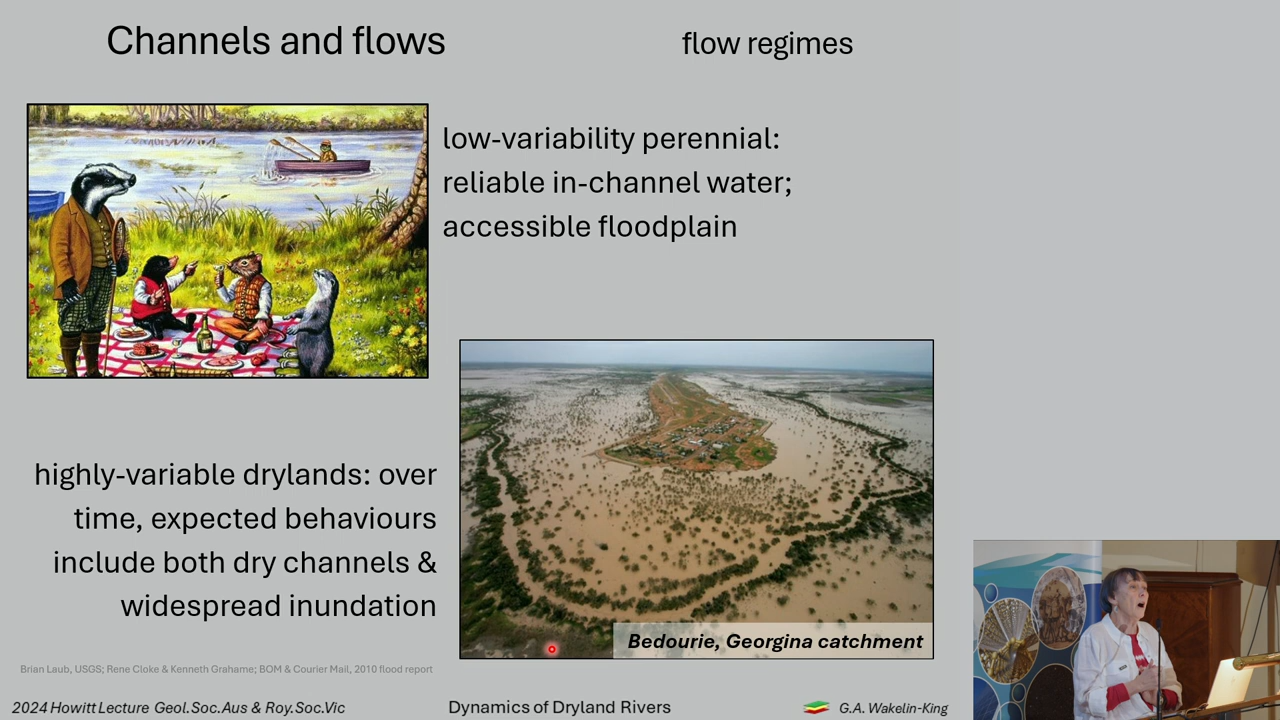 Channels and flows
flow regimes
low-variability perennial:
reliable in-channel water;
accessible floodplain
highly-variable drylands: over
time, expected behaviours
include both dry channels &
widespread inundation
Bedourie, Georgina catchment
Brian Laub, USGS; Rene Cloke & Kenneth Grahame; BOM & Courier Mail, 2010 flood report
2024 Howitt Lecture Geol.Soc.Aus & Roy.Soc.Vic
Dynamics of Dryland Rivers
G.A. Wakelin-King